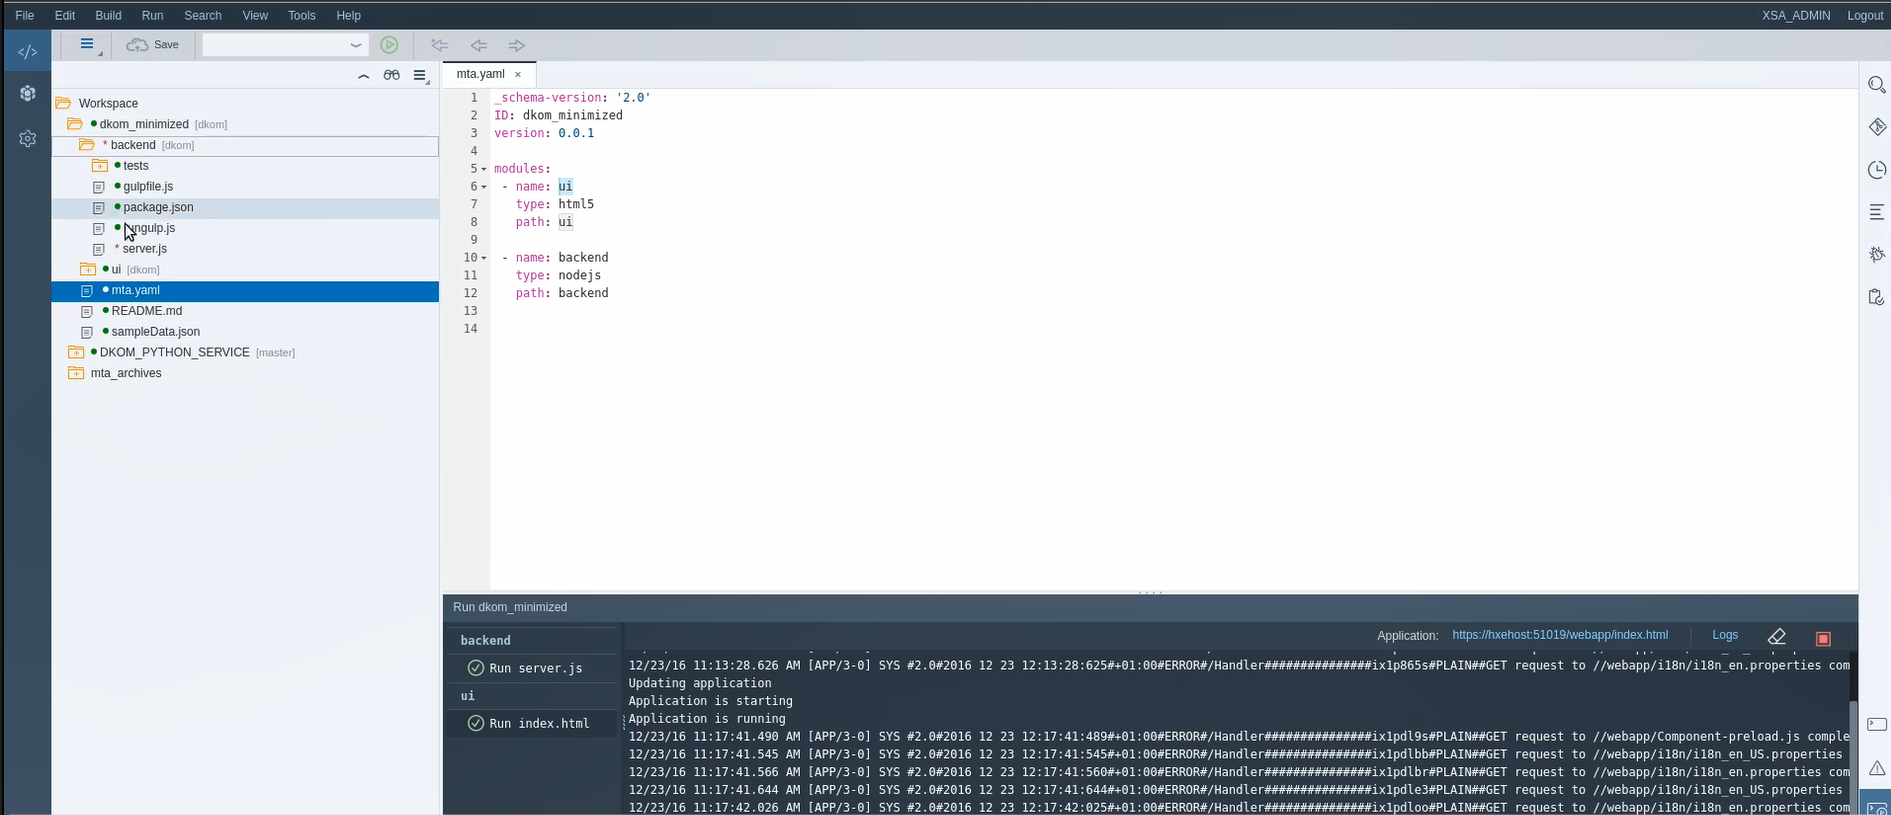 File Edit Build Run Search View Tools Help XSA_ADMIN Logout
Save
mta.yaml ×
Workspace
dkom_minimized [dkom]
* backend [dkom]
tests
gulpfile.js
package.json
ngulp.js
* server.js
ui [dkom]
mta.yaml
README.md
sampleData.json
DKOM_PYTHON_SERVICE [master]
mta_archives
1 _schema-version: '2.0'
2 ID: dkom_minimized
3 version: 0.0.1
4
5 modules:
6 - name: ui
7 type: html5
8 path: ui
9
10 - name: backend
11 type: nodejs
12 path: backend
13
14
Run dkom_minimized
backend
Run server.js
ui
Run index.html
Application: https://hxehost:51019/webapp/index.html Logs
12/23/16 11:13:28.626 AM [APP/3-0] SYS #2.0#2016 12 23 12:13:28:625#+01:00#ERROR#/Handler###############ix1p865s#PLAIN##GET request to //webapp/i18n/i18n_en.properties com
Updating application
Application is starting
Application is running
12/23/16 11:17:41.490 AM [APP/3-0] SYS #2.0#2016 12 23 12:17:41:489#+01:00#ERROR#/Handler###############ix1pdl9s#PLAIN##GET request to //webapp/Component-preload.js comple
12/23/16 11:17:41.545 AM [APP/3-0] SYS #2.0#2016 12 23 12:17:41:545#+01:00#ERROR#/Handler###############ix1pdlbb#PLAIN##GET request to //webapp/i18n/i18n_en_US.properties
12/23/16 11:17:41.566 AM [APP/3-0] SYS #2.0#2016 12 23 12:17:41:560#+01:00#ERROR#/Handler###############ix1pdlbr#PLAIN##GET request to //webapp/i18n/i18n_en.properties com
12/23/16 11:17:41.644 AM [APP/3-0] SYS #2.0#2016 12 23 12:17:41:644#+01:00#ERROR#/Handler###############ix1pdle3#PLAIN##GET request to //webapp/i18n/i18n_en_US.properties
12/23/16 11:17:42.026 AM [APP/3-0] SYS #2.0#2016 12 23 12:17:42:025#+01:00#ERROR#/Handler###############ix1pdloo#PLAIN##GET request to //webapp/i18n/i18n_en.properties com